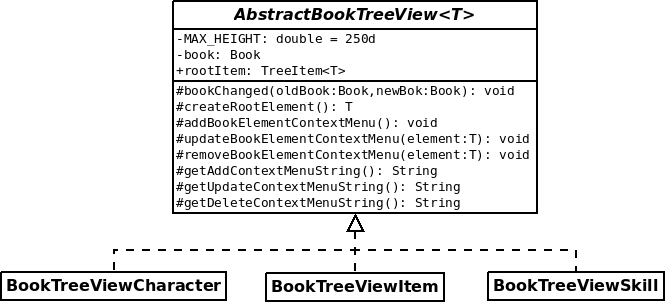 AbstractBookTreeView<T>
-MAX_HEIGHT: double = 250d
-book: Book
+rootItem: TreeItem<T>
#bookChanged(oldBook:Book,newBok:Book): void
#createRootElement(): T
#addBookElementContextMenu(): void
#updateBookElementContextMenu(element:T): void
#removeBookElementContextMenu(element:T): void
#getAddContextMenuString(): String
#getUpdateContextMenuString(): String
#getDeleteContextMenuString(): String
BookTreeViewCharacter
BookTreeViewItem
BookTreeViewSkill